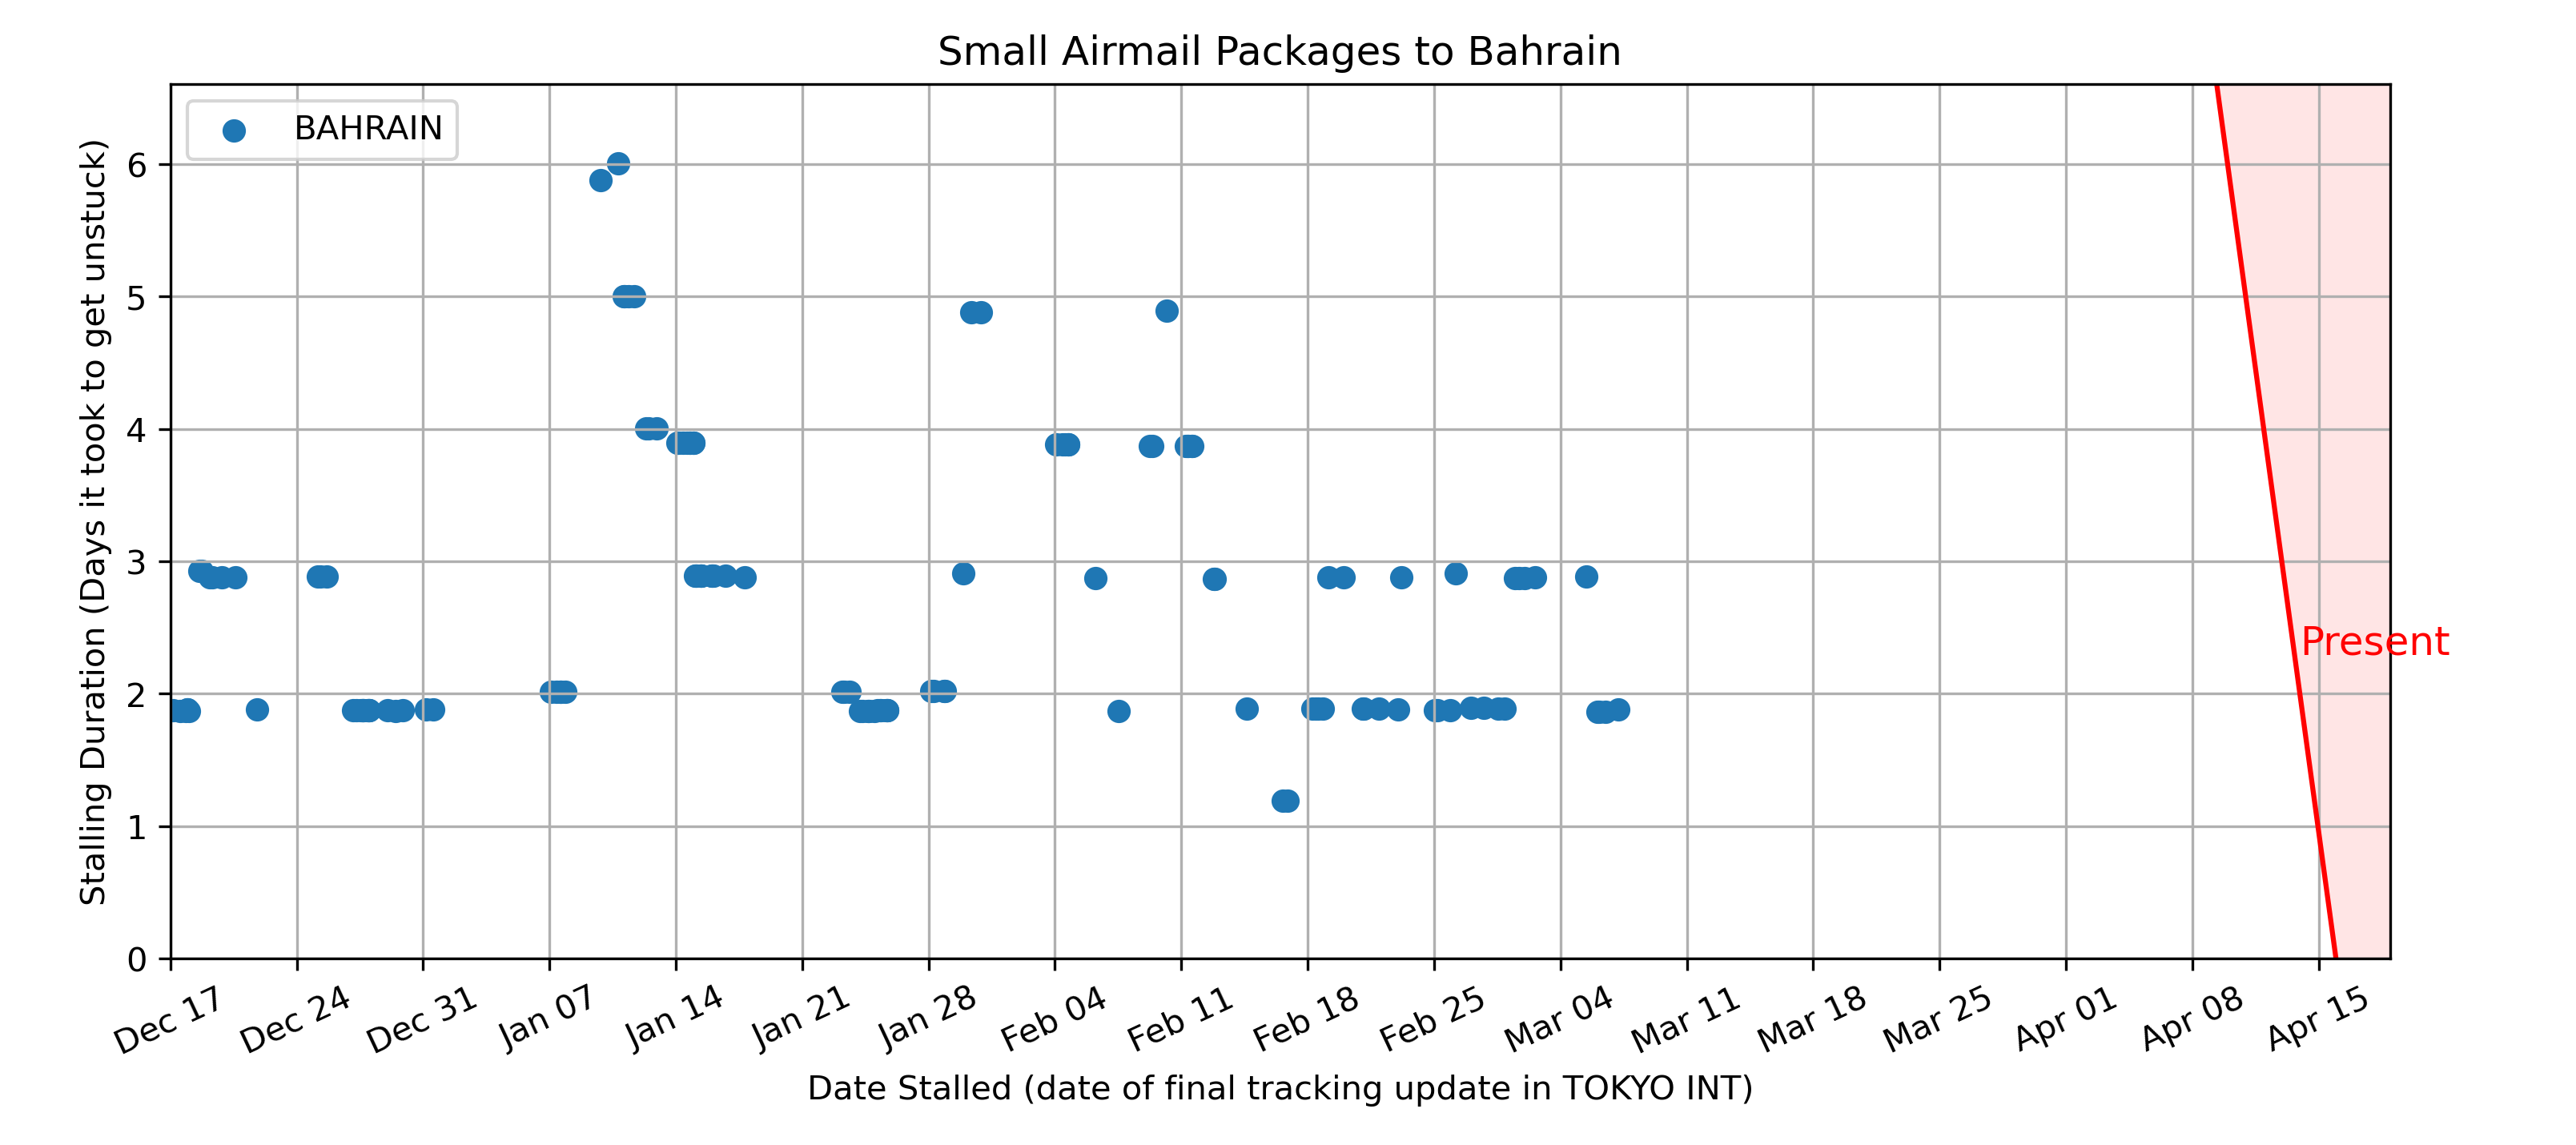 Small Airmail Packages to Bahrain
BAHRAIN
Stalling Duration (Days it took to get unstuck)
6
5
4
3
2
1
0
Present
Dec 17
Dec 24
Dec 31
Jan 07
Jan 14
Jan 21
Jan 28
Feb 04
Feb 11
Feb 18
Feb 25
Mar 04
Mar 11
Mar 18
Mar 25
Apr 01
Apr 08
Apr 15
Date Stalled (date of final tracking update in TOKYO INT)